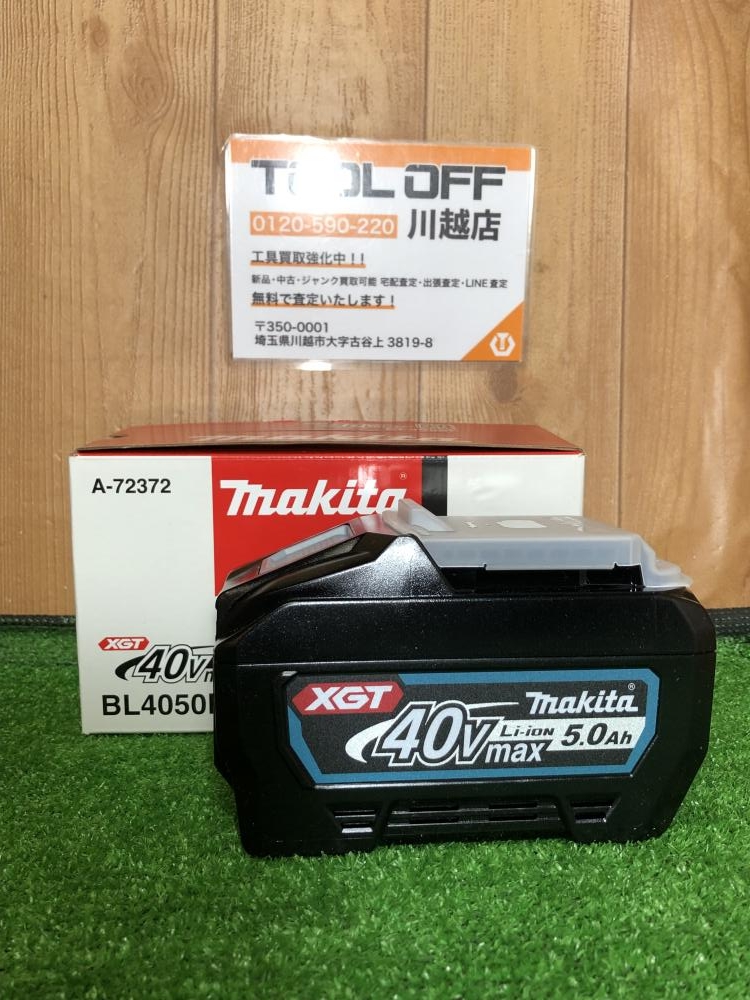 TOOL OFF
0120-590-220 川越店
工具買取強化中!!
新品・中古・ジャンク買取可能 宅配査定・出張査定・LINE査定
無料で査定いたします!
〒350-0001
埼玉県川越市大字古谷上 3819-8
A-72372
makita®
XGT
40V
BL4050
XGT
makita®
40Vmax
Li-ion 5.0Ah